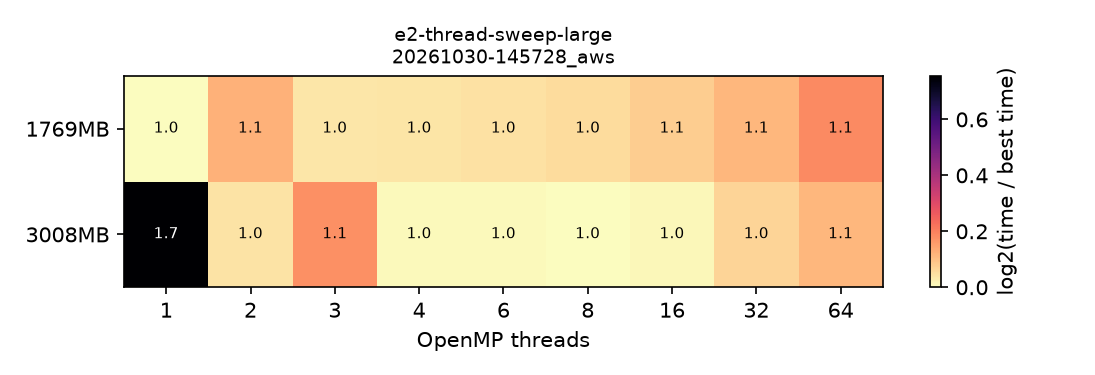 e2-thread-sweep-large
20261030-145728_aws
1769MB
1.0 1.1 1.0 1.0 1.0 1.0 1.1 1.1 1.1
3008MB
1.7 1.0 1.1 1.0 1.0 1.0 1.0 1.0 1.1
1 2 3 4 6 8 16 32 64
OpenMP threads
0.6
0.4
0.2
0.0
log2(time / best time)